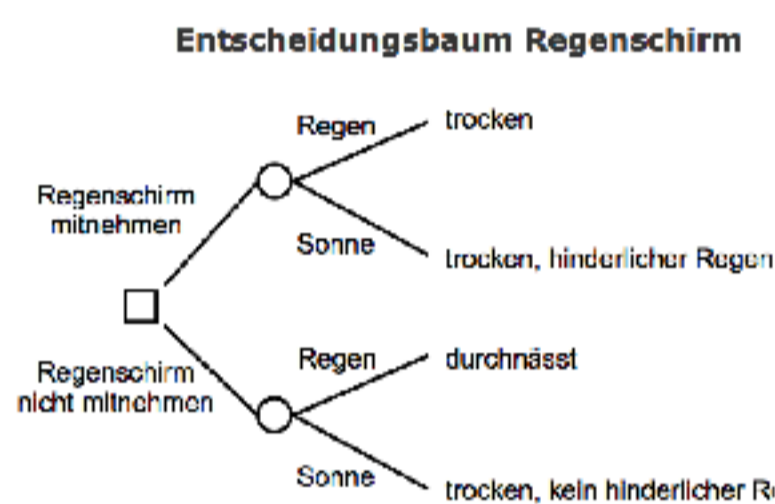 Entscheidungsbaum Regenschirm
Regen
trocken
Regenschirm
mitnehmen
Sonne
trocken, hinderlicher Regen
Regen
durchnässt
Regenschirm
nicht mitnehmen
Sonne
trocken, kein hinderlicher